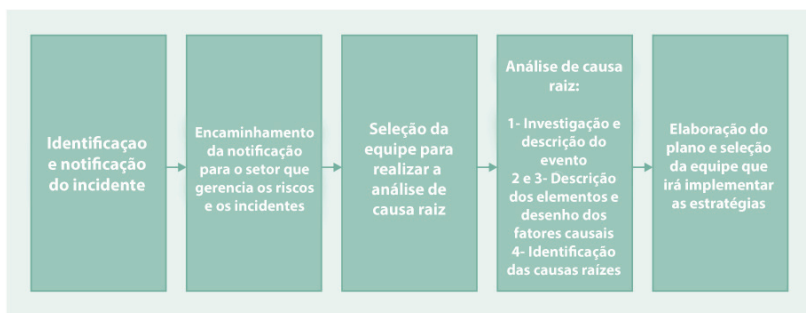 Identificaçao
e notificação
do incidente
Encaminhamento
da notificação
para o setor que
gerencia os riscos
e os incidentes
Seleção da
equipe para
realizar a
análise de
causa raiz
Análise de causa
raiz:
1- Investigação e
descrição do
evento
2 e 3- Descrição
dos elementos e
desenho dos
fatores causais
4- Identificação
das causas raízes
Elaboração do
plano e seleção
da equipe que
irá implementar
as estratégias